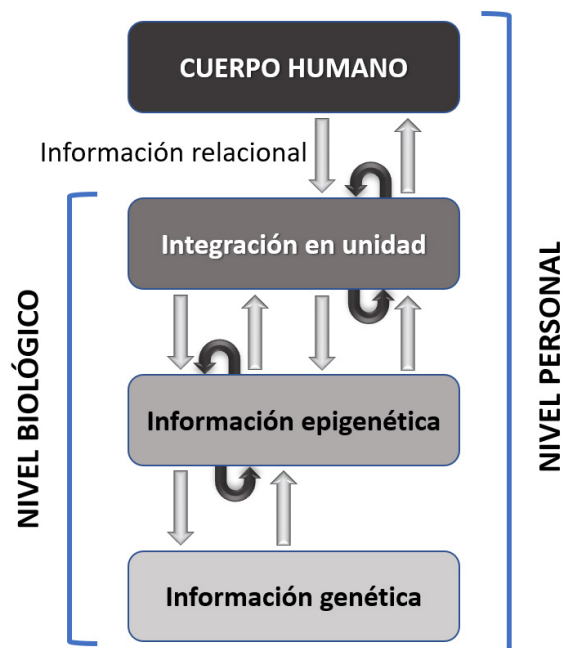 CUERPO HUMANO
Información relacional
Integración en unidad
Información epigenética
Información genética
NIVEL BIOLÓGICO
NIVEL PERSONAL